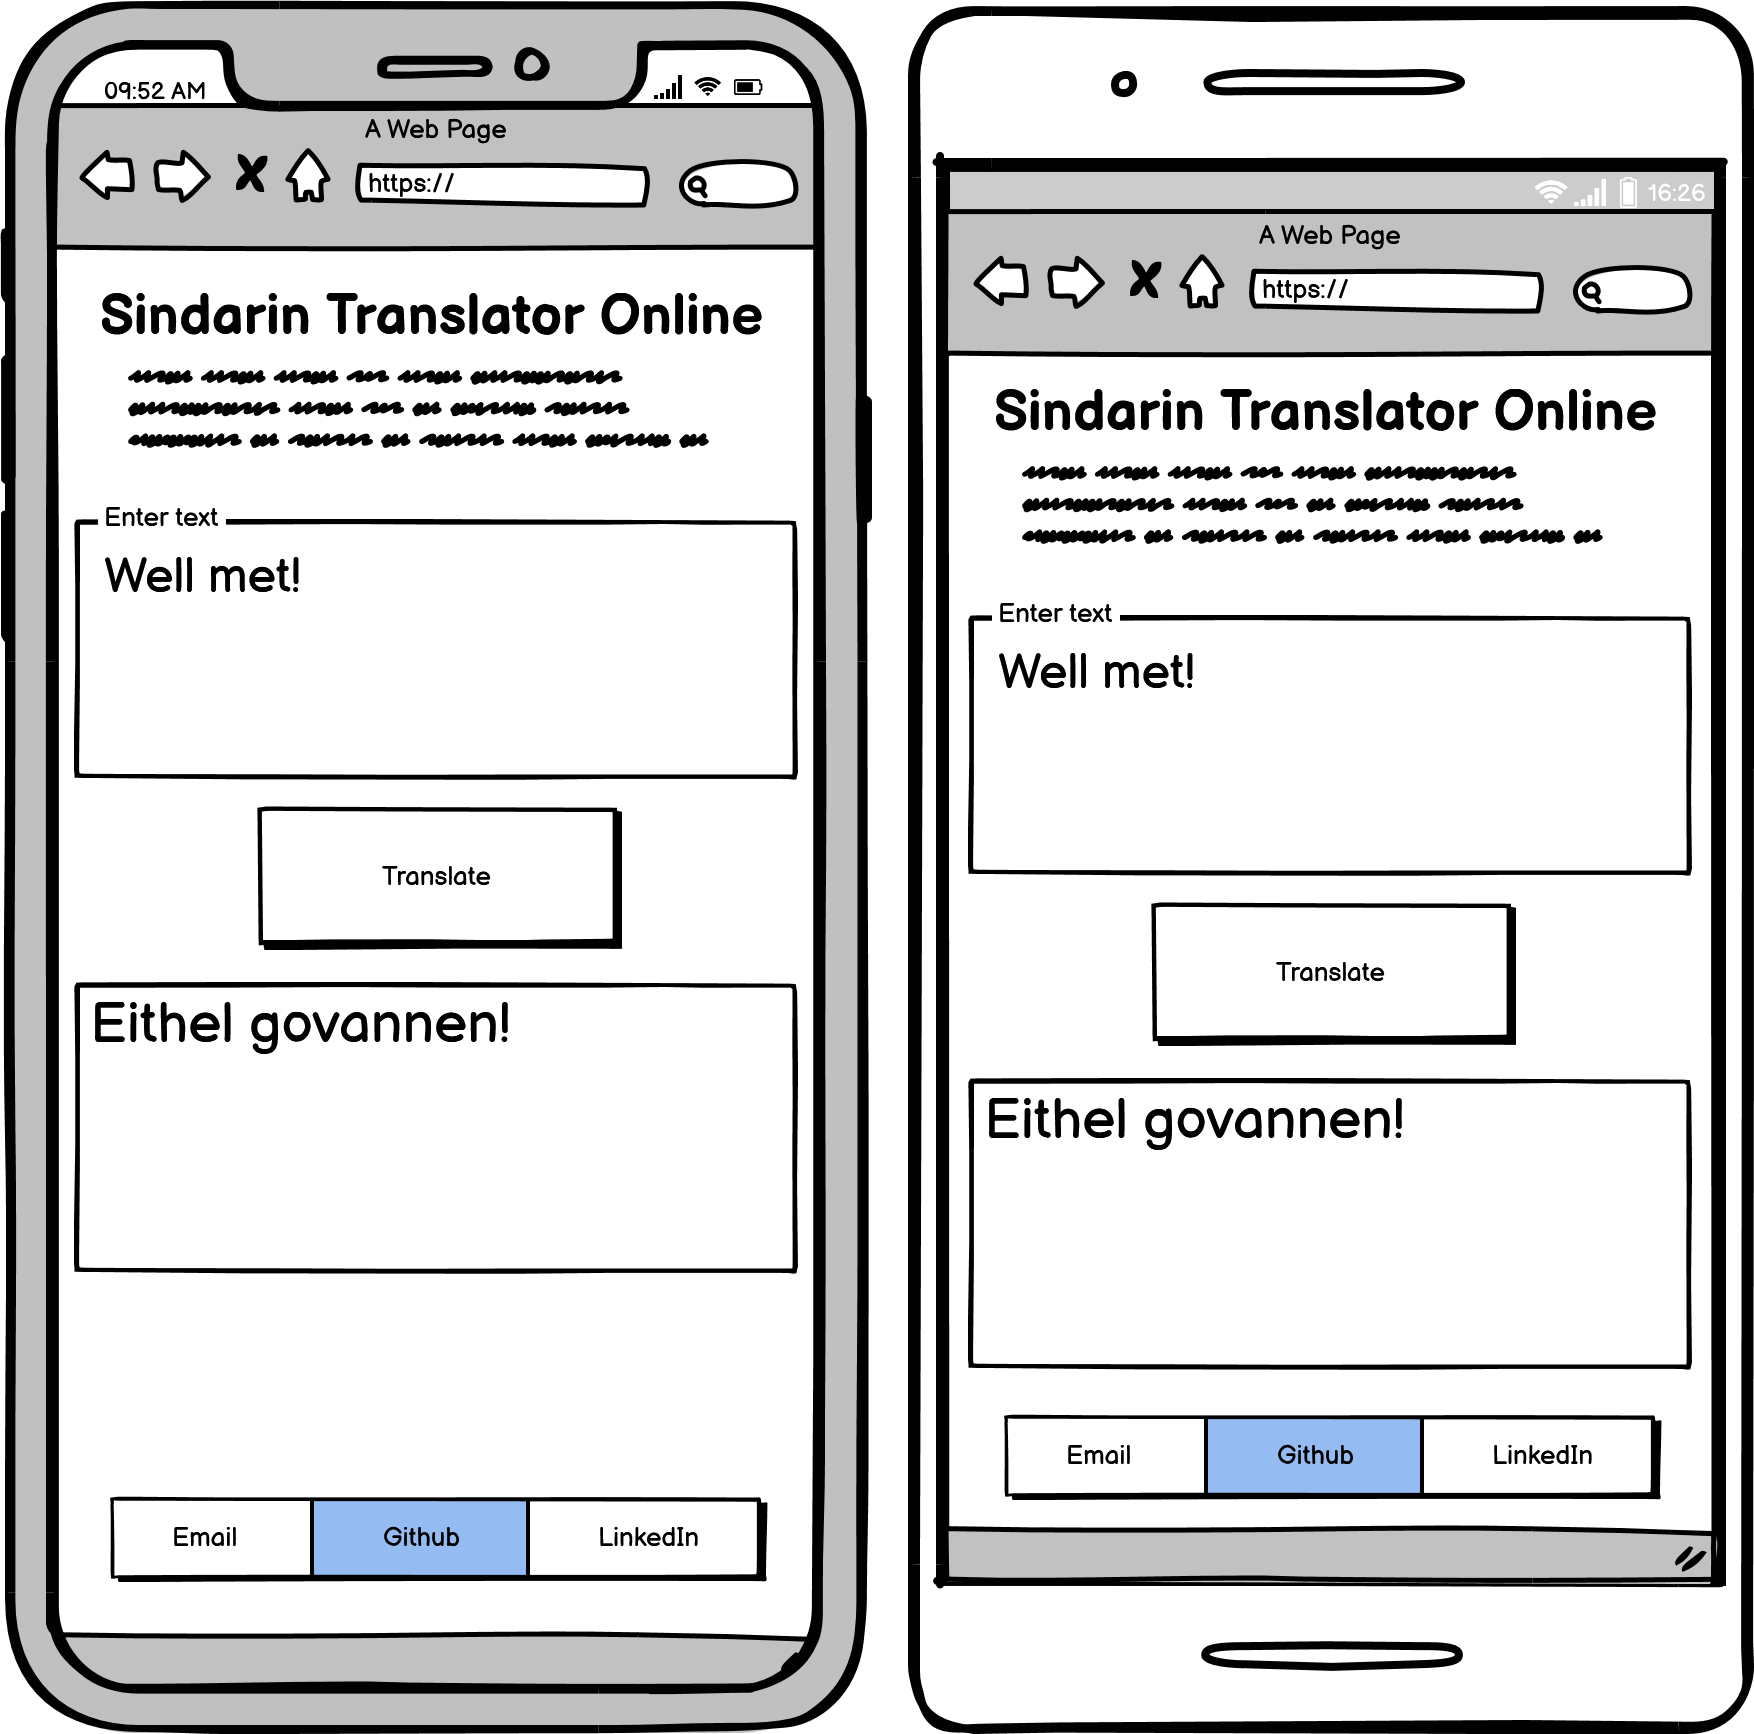 09:52 AM
A Web Page
https://
Sindarin Translator Online
Enter text
Well met!
Translate
Eithel govannen!
Email Github LinkedIn
16:26
A Web Page
https://
Sindarin Translator Online
Enter text
Well met!
Translate
Eithel govannen!
Email Github LinkedIn